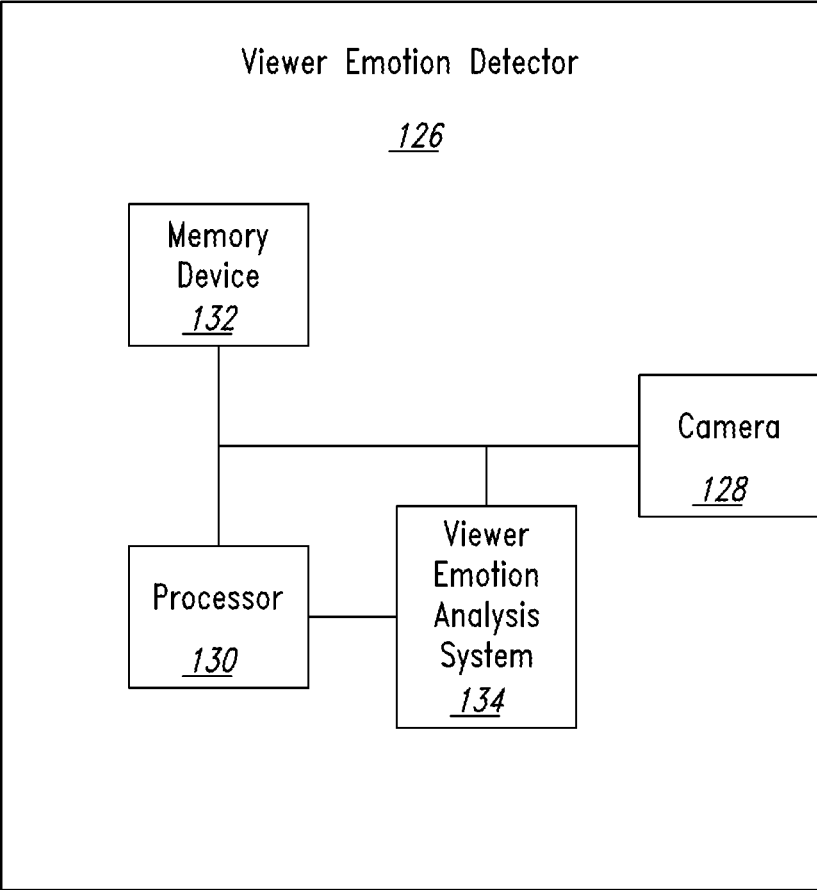 Viewer Emotion Detector
126
Memory
Device
132
Camera
128
Processor
130
Viewer
Emotion
Analysis
System
134